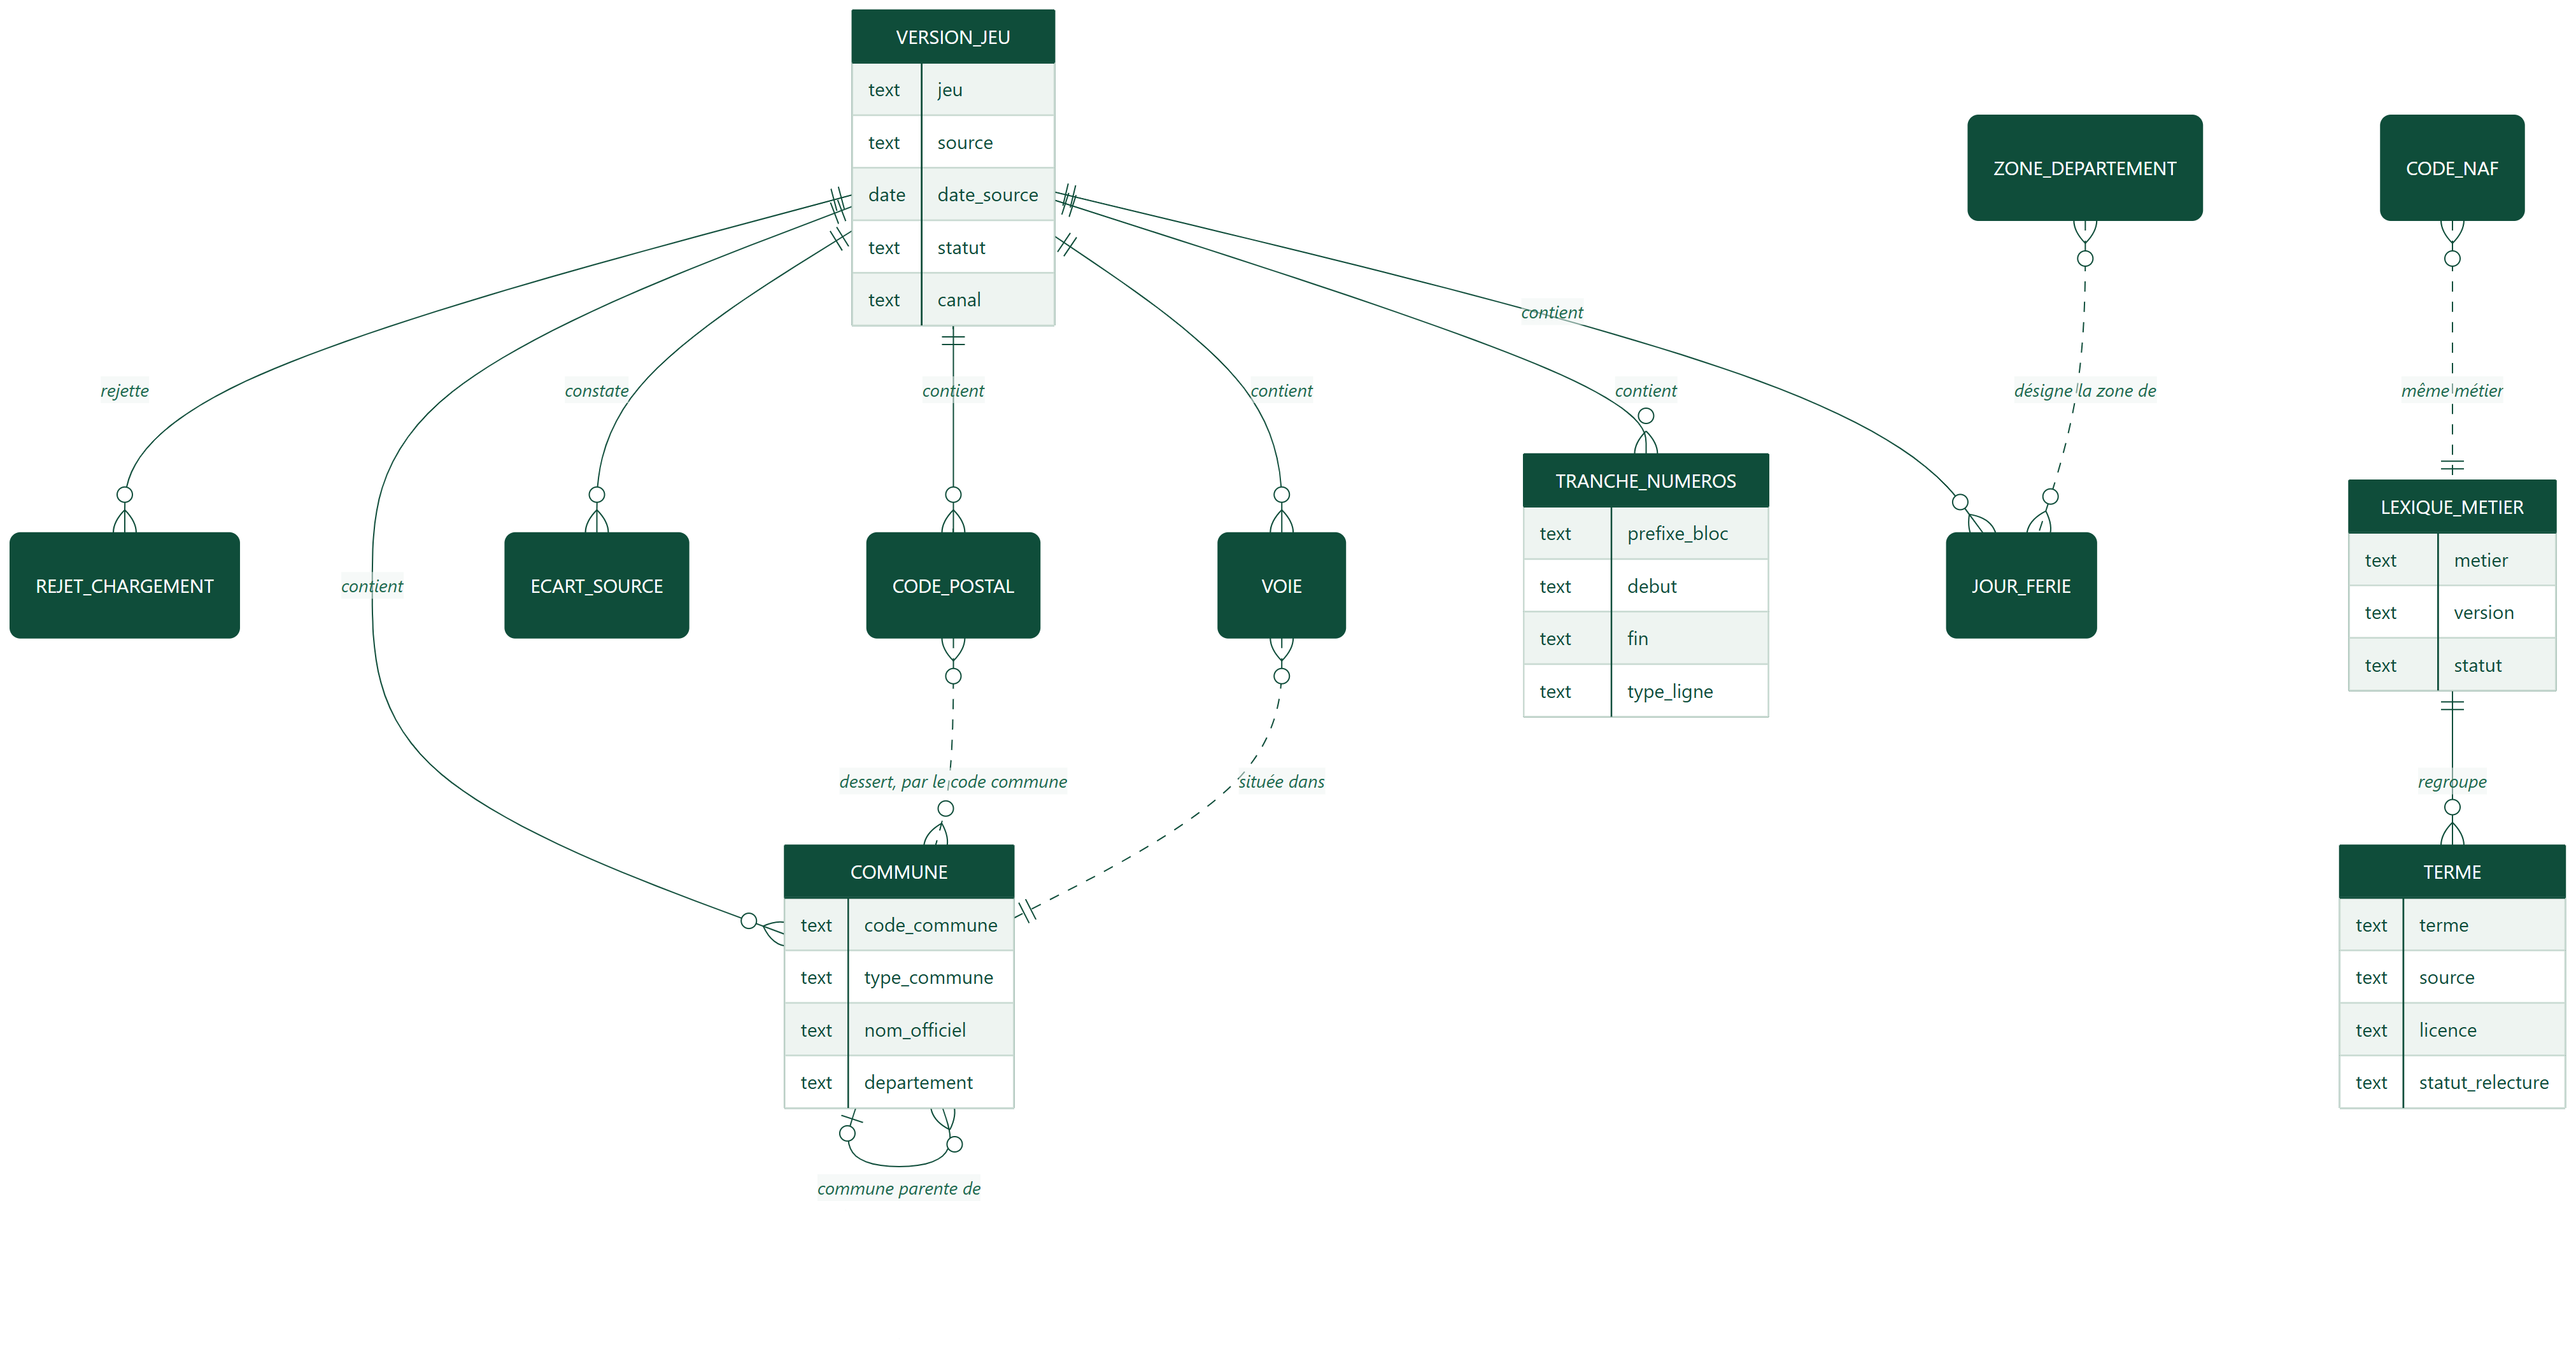 VERSION_JEU
text jeu
text source
date date_source
text statut
text canal
ZONE_DEPARTEMENT
CODE_NAF
contient
rejette
constate
contient
contient
contient
désigne la zone de
même métier
TRANCHE_NUMEROS
text prefixe_bloc
text debut
text fin
text type_ligne
LEXIQUE_METIER
text metier
text version
text statut
REJET_CHARGEMENT
contient
ECART_SOURCE
CODE_POSTAL
VOIE
JOUR_FERIE
dessert, par le code commune
située dans
regroupe
COMMUNE
text code_commune
text type_commune
text nom_officiel
text departement
TERME
text terme
text source
text licence
text statut_relecture
commune parente de